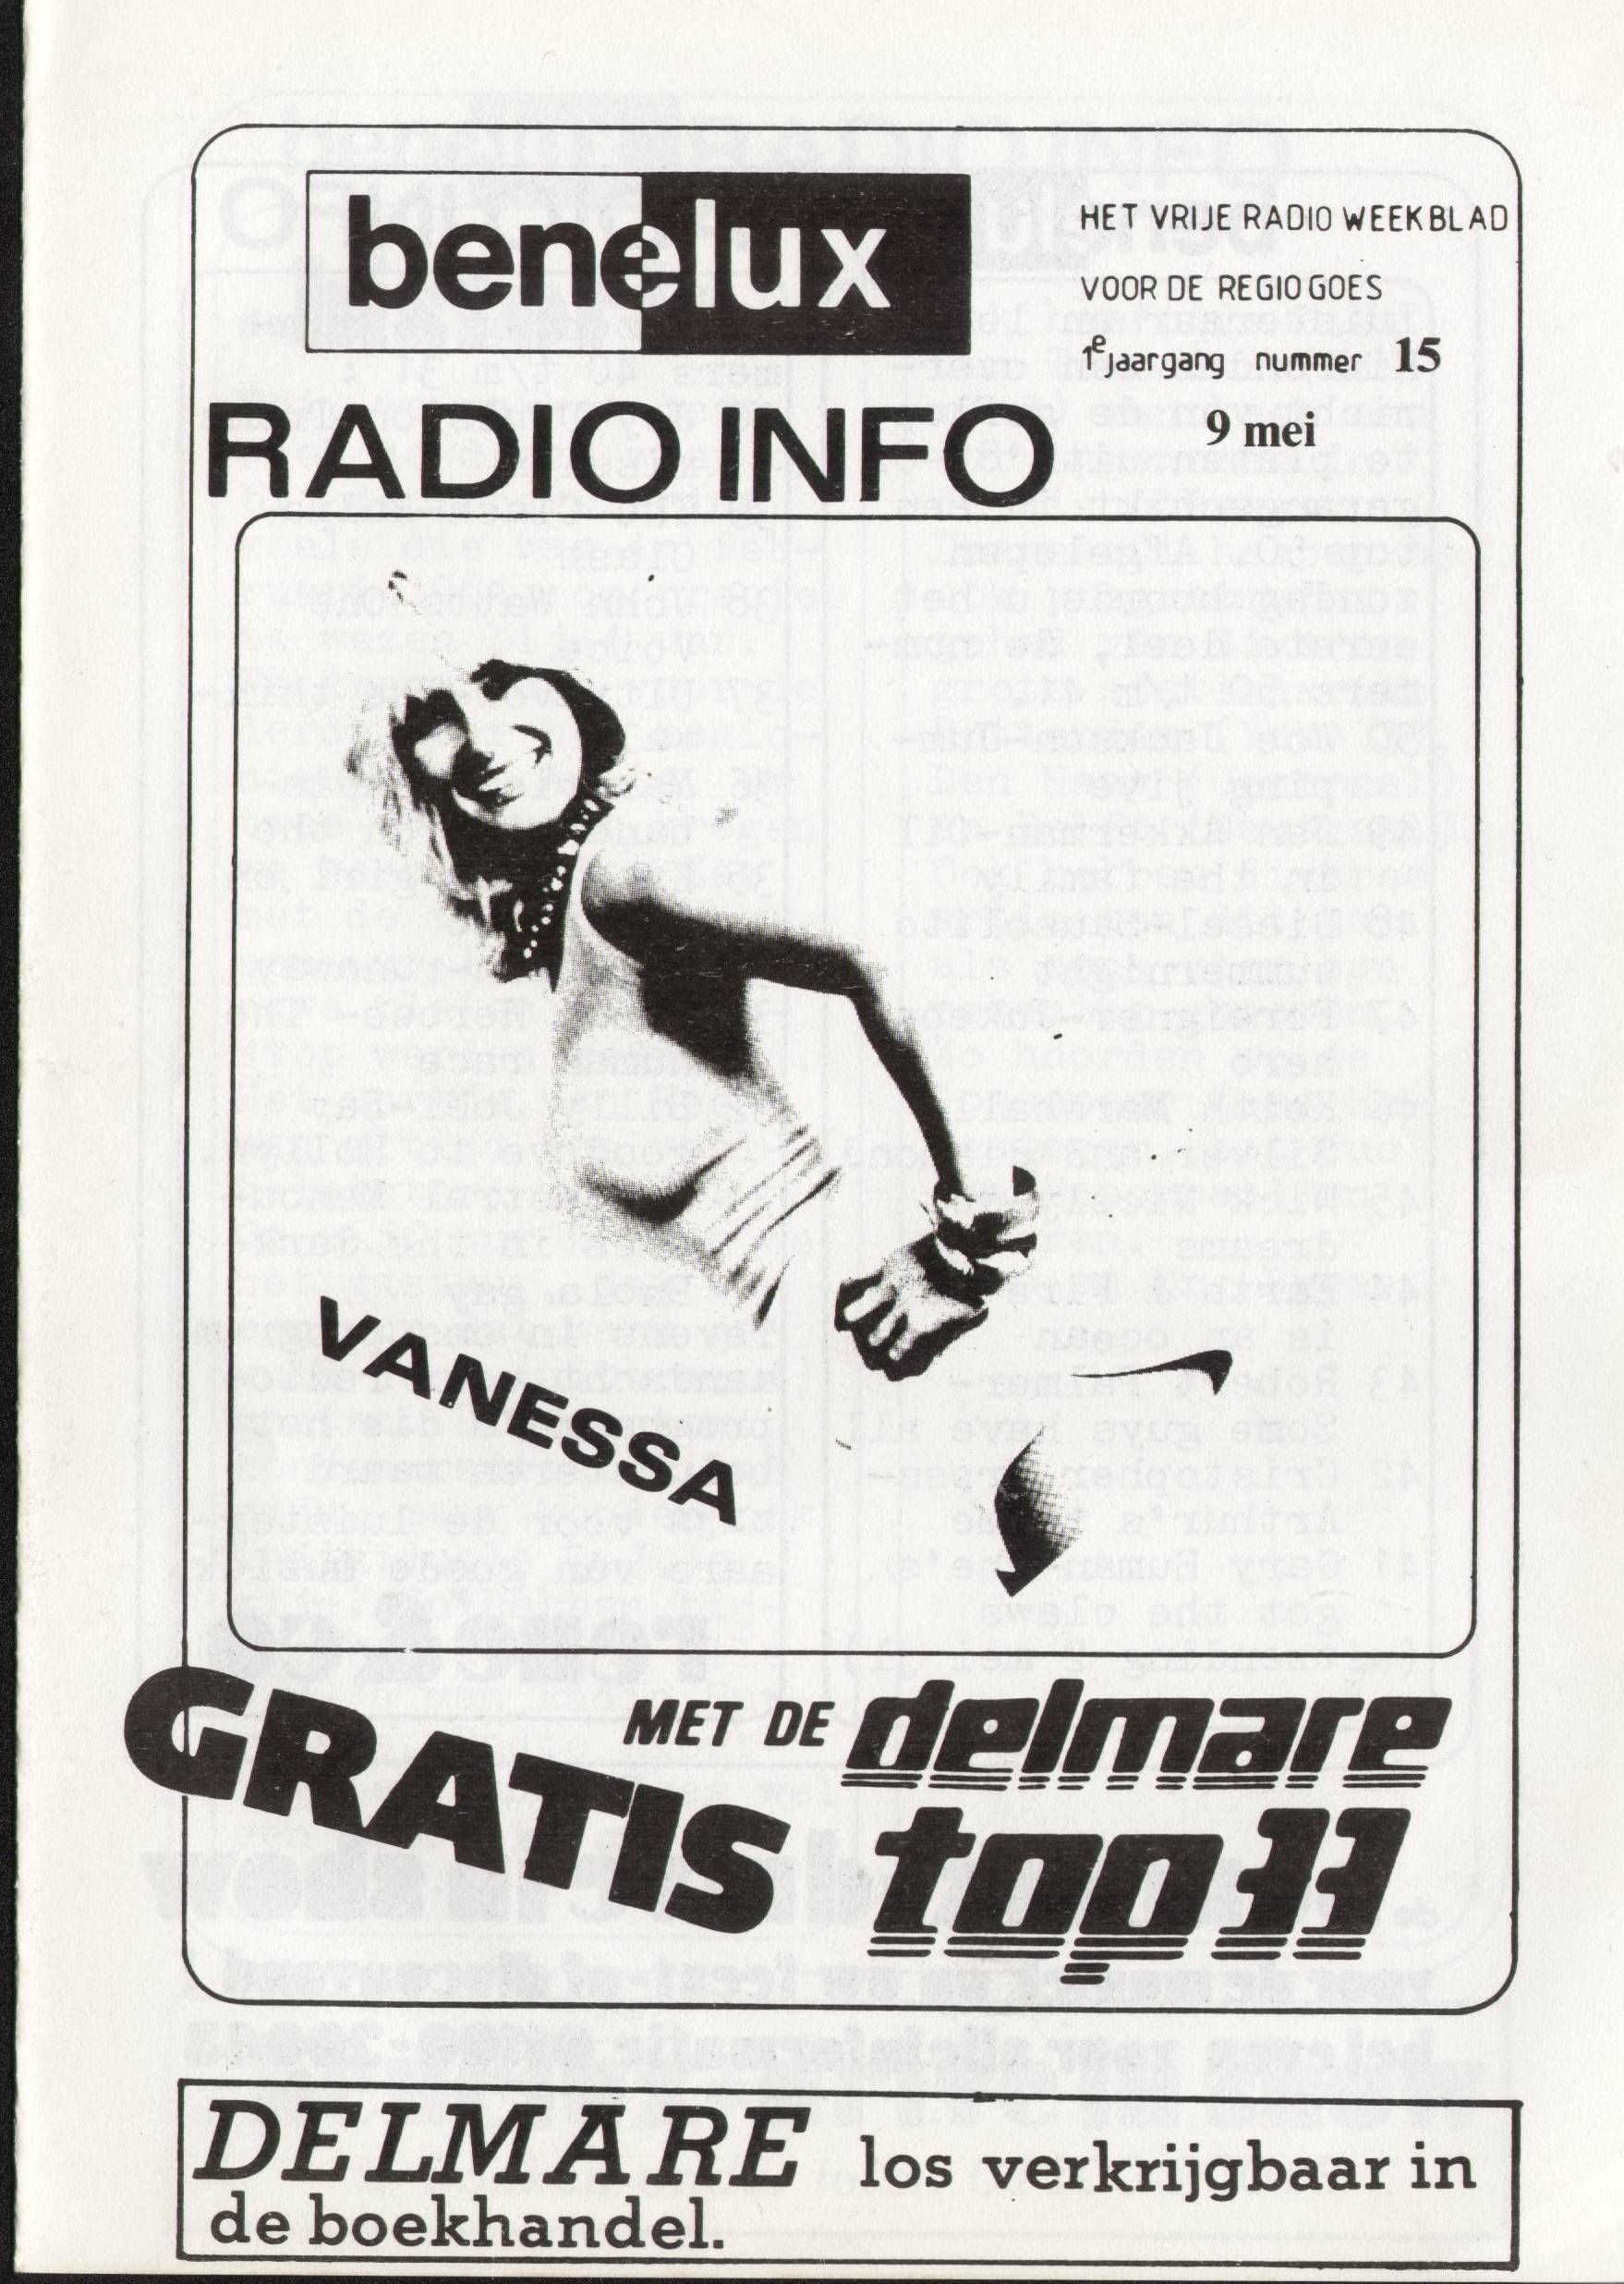 benelux
HET VRIJE RADIO WEEKBLAD
VOOR DE REGIO GOES
1e jaargang nummer 15
9 mei
RADIO INFO
VANESSA
GRATIS
MET DE delmare
top 33
DELMARE los verkrijgbaar in
de boekhandel.